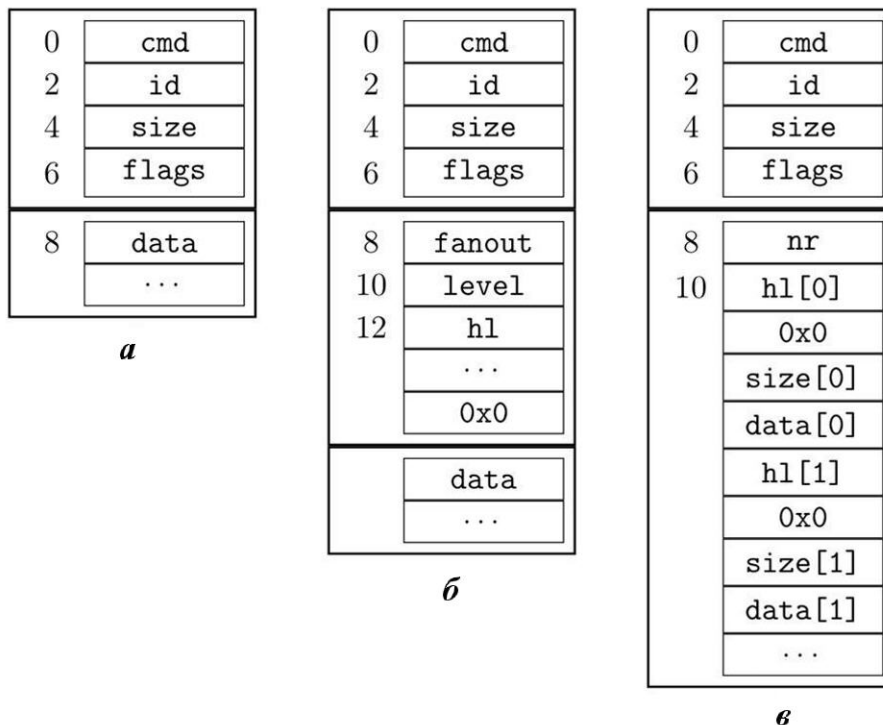 0 cmd
2 id
4 size
6 flags
8 data
...
а
0 cmd
2 id
4 size
6 flags
8 fanout
10 level
12 hl
...
0x0
data
...
б
0 cmd
2 id
4 size
6 flags
8 nr
10 hl[0]
0x0
size[0]
data[0]
hl[1]
0x0
size[1]
data[1]
...
в